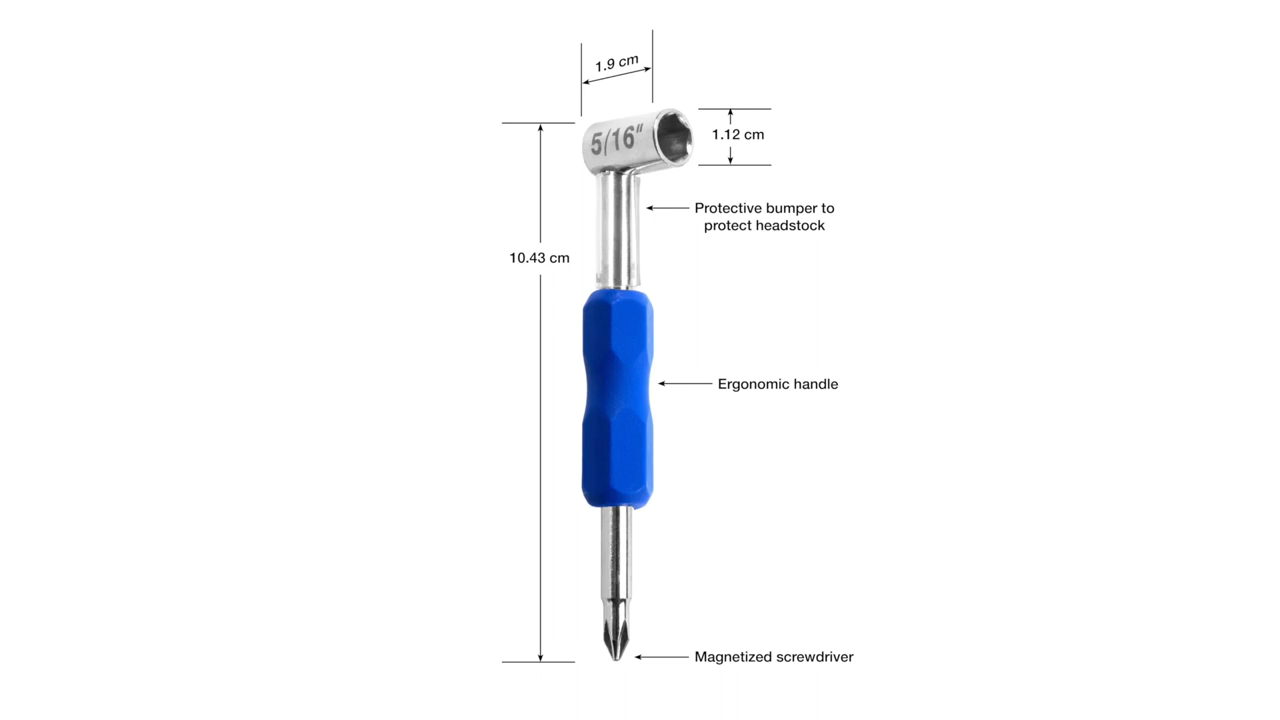 1.9 cm
5/16"
1.12 cm
Protective bumper to
protect headstock
10.43 cm
Ergonomic handle
Magnetized screwdriver